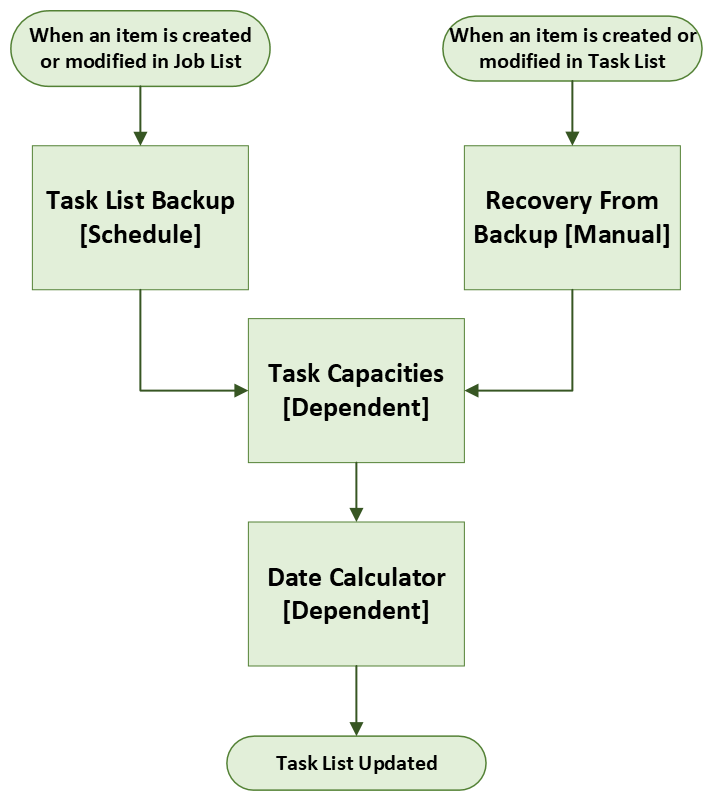 When an item is created
or modified in Job List
When an item is created or
modified in Task List
Task List Backup
[Schedule]
Recovery From
Backup [Manual]
Task Capacities
[Dependent]
Date Calculator
[Dependent]
Task List Updated